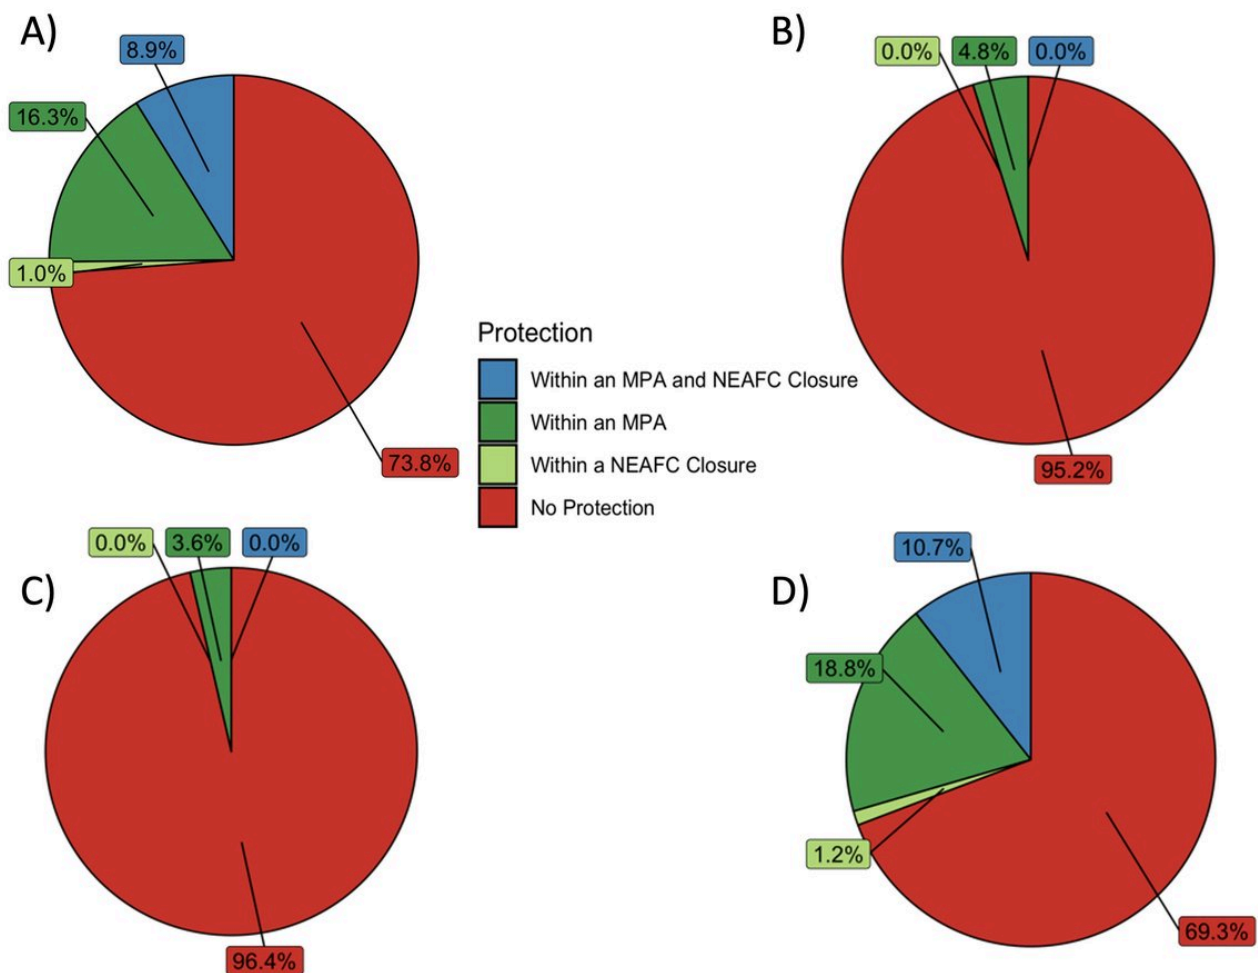 A)
8.9%
16.3%
1.0%
73.8%
B)
0.0%
4.8%
0.0%
95.2%
Protection
Within an MPA and NEAFC Closure
Within an MPA
Within a NEAFC Closure
No Protection
C)
0.0%
3.6%
0.0%
96.4%
D)
10.7%
18.8%
1.2%
69.3%